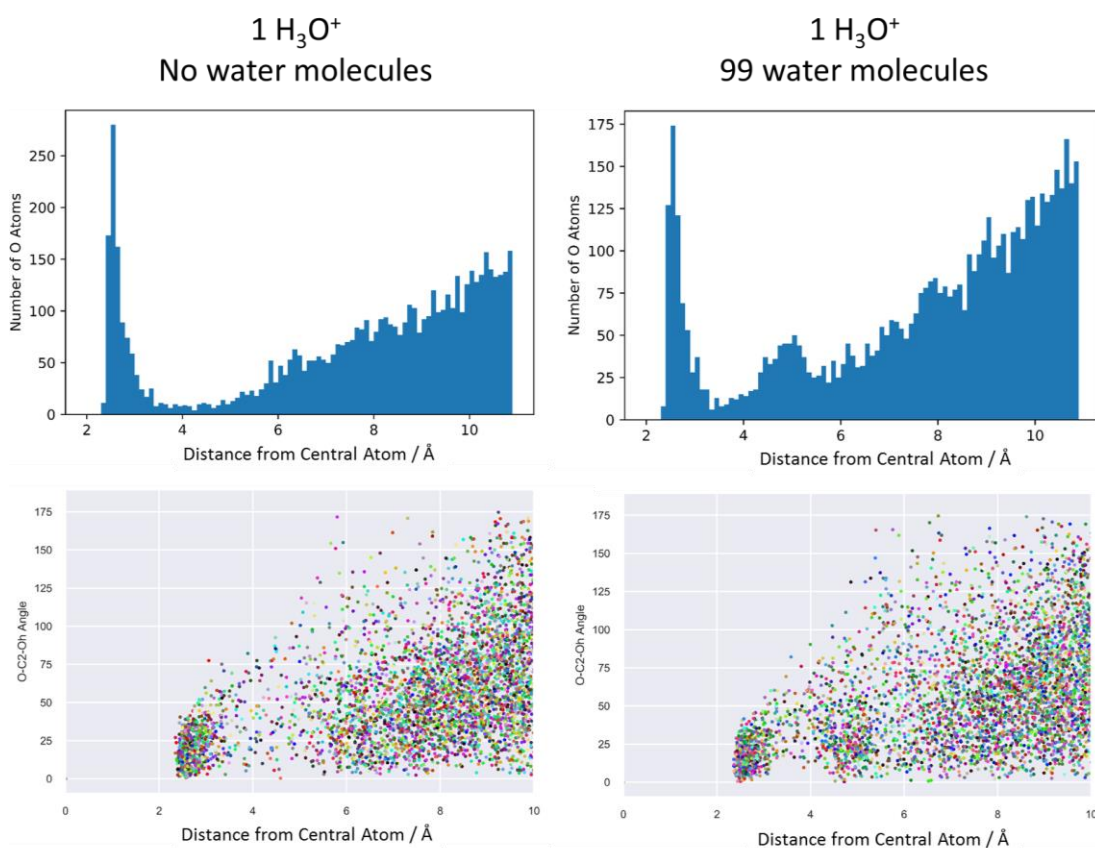 1 H₃O⁺
No water molecules
1 H₃O⁺
99 water molecules
Number of O Atoms
250
200
150
100
50
0
2 4 6 8 10
Distance from Central Atom / Å
Number of O Atoms
175
150
125
100
75
50
25
0
2 4 6 8 10
Distance from Central Atom / Å
O-C2-Oh Angle
175
150
125
100
75
50
25
0
0 2 4 6 8 10
Distance from Central Atom / Å
O-C2-Oh Angle
175
150
125
100
75
50
25
0
0 2 4 6 8 10
Distance from Central Atom / Å